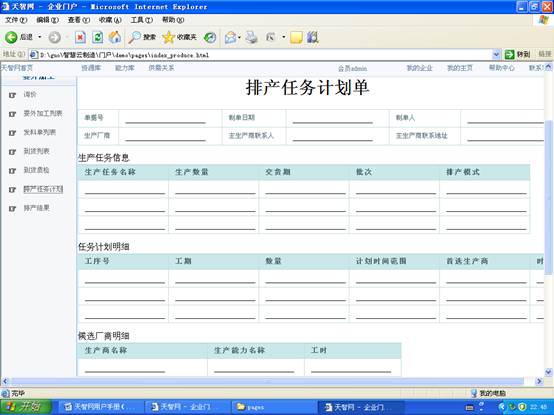 天智网 - 企业门户 - Microsoft Internet Explorer
文件(F) 编辑(E) 查看(V) 收藏(A) 工具(T) 帮助(H)
后退 搜索 收藏夹
地址(D) D:\guo\智慧云制造\门户\demo\pages\index_produce.html 转到 链接
天智网首页 资源库 能力库 供需关系 会员admin 我的企业 我的主页 帮助中心
询价
委外加工列表
发料单列表
到货列表
到货质检
排产任务计划
排产结果
排产任务计划单
单据号 制单日期 制单人
生产厂商 主生产商联系人 主生产商联系地址
生产任务信息
生产任务名称 生产数量 交货期 批次 排产模式
任务计划明细
工序号 工期 数量 计划时间范围 首选生产商 时
候选厂商明细
生产商名称 生产能力名称 工时
完毕 我的电脑
开始 天智网用户手册(... 天智网 - 企业门... pages 天智网 - 企业门... 22:48